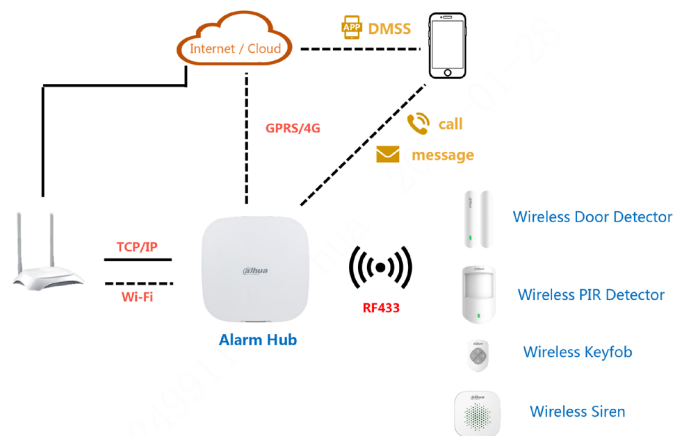 APP DMSS
Internet / Cloud
GPRS/4G
call
message
TCP/IP
Wi-Fi
alhua
Alarm Hub
RF433
Wireless Door Detector
Wireless PIR Detector
Wireless Keyfob
Wireless Siren